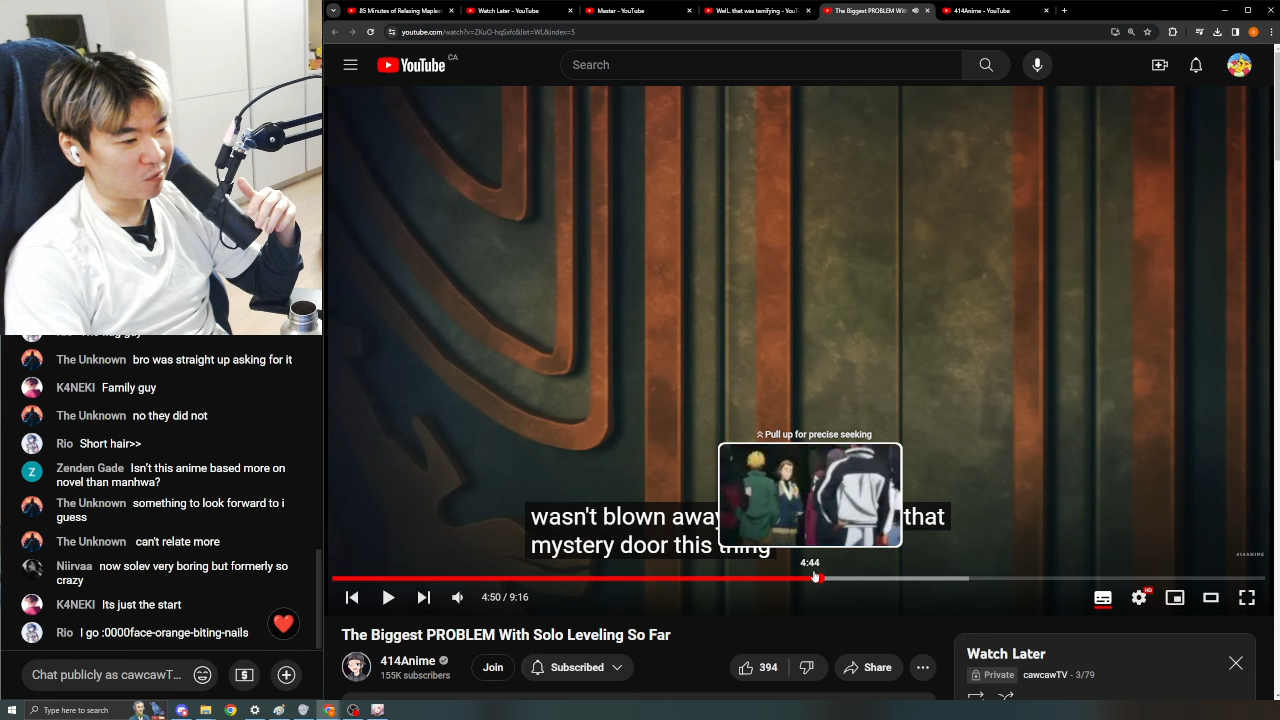 85 Minutes of Relaxing Maplew
Watch Later - YouTube
Master - YouTube
Well, that was terrifying - YouT
The Biggest PROBLEM With
414Anime - YouTube
youtube.com/watch?v=ZKuO-hqSxfc&list=WL&index=5
YouTube CA
Search
The Unknown bro was straight up asking for it
K4NEKI Family guy
The Unknown no they did not
Rio Short hair>>
Z
Zenden Gade Isn't this anime based more on
novel than manhwa?
The Unknown something to look forward to i
guess
The Unknown can't relate more
Niirvaa now solev very boring but formerly so
crazy
K4NEKI Its just the start
Rio I go :0000face-orange-biting-nails
Chat publicly as cawcawT...
Pull up for precise seeking
wasn't blown away that
mystery door this thing
4:44
414ANIME
4:50 / 9:16
HD
The Biggest PROBLEM With Solo Leveling So Far
414Anime
155K subscribers
Join
Subscribed
394
Share
Watch Later
Private cawcawTV - 3/79
Type here to search